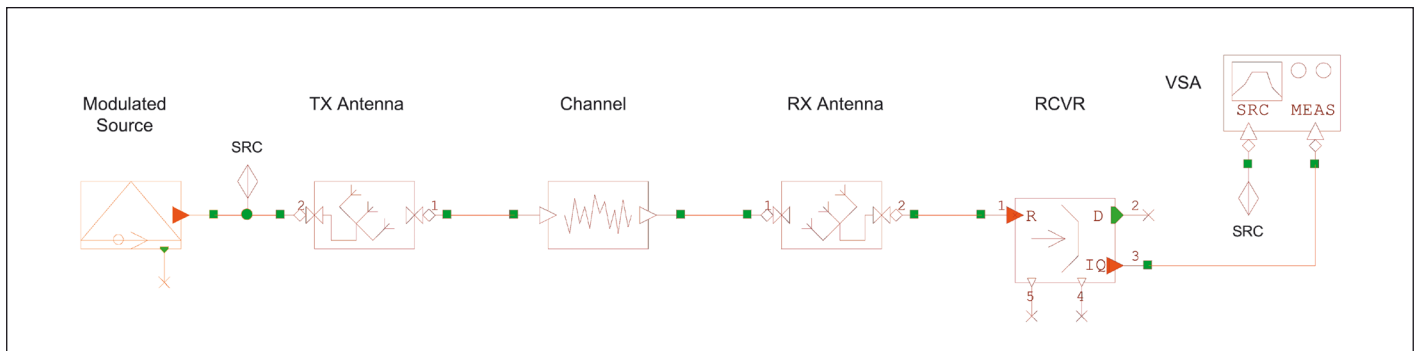 Modulated
Source
TX Antenna
Channel
RX Antenna
RCVR
VSA
SRC MEAS
SRC
2
1
1
2
1
R
D
2
IQ
3
5
4
SRC